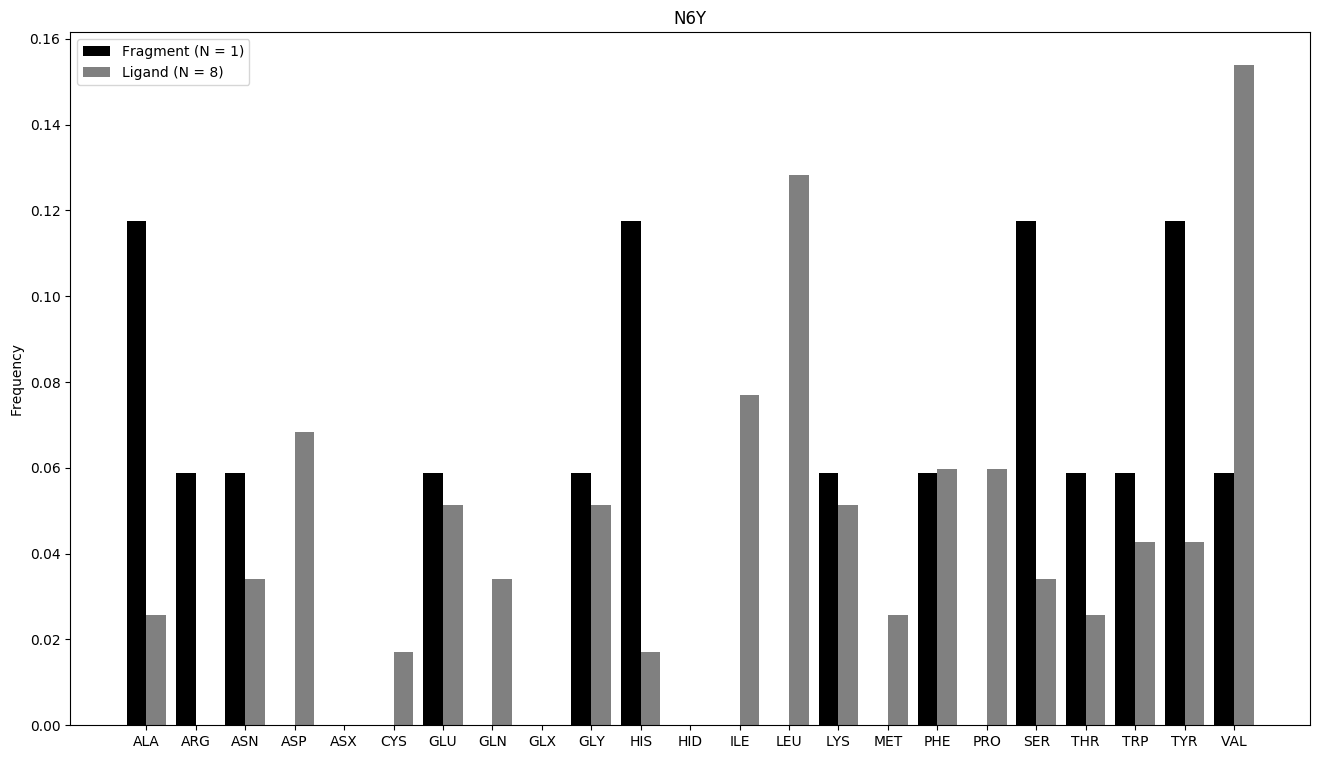 N6Y
Fragment (N = 1)
Ligand (N = 8)
Frequency
0.16
0.14
0.12
0.10
0.08
0.06
0.04
0.02
0.00
ALA ARG ASN ASP ASX CYS GLU GLN GLX GLY HIS HID ILE LEU LYS MET PHE PRO SER THR TRP TYR VAL